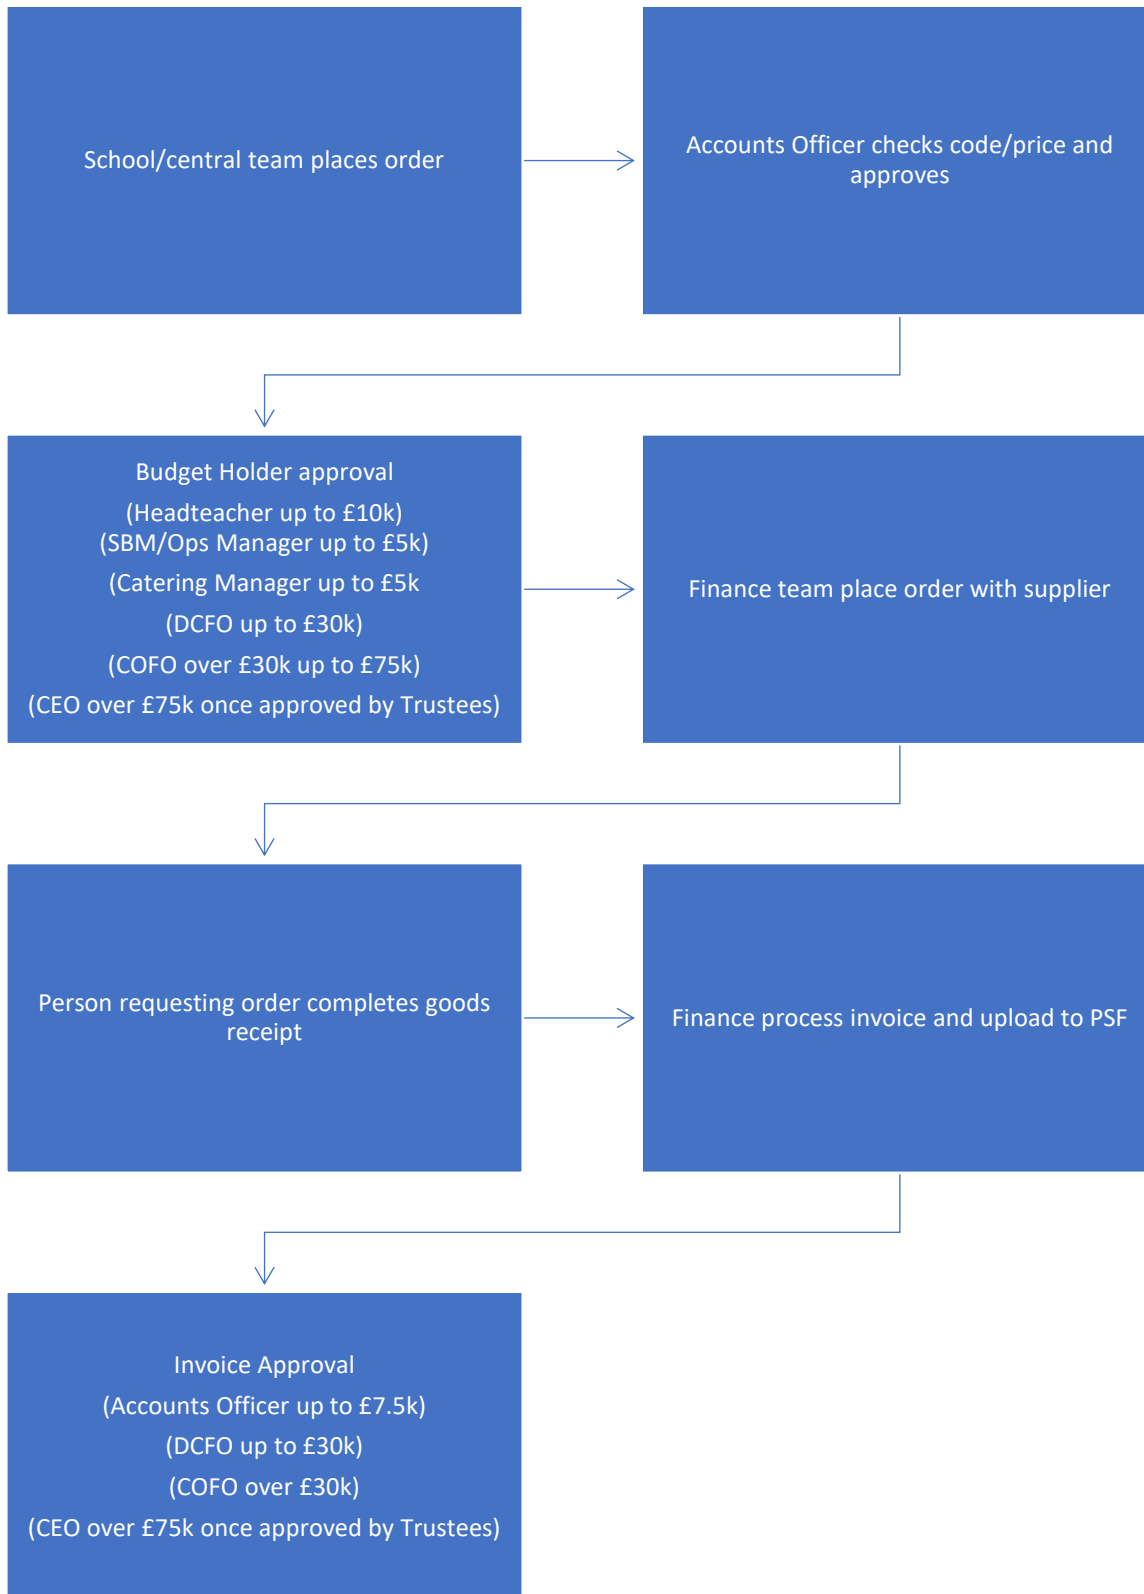 School/central team places order
Accounts Officer checks code/price and
approves
Budget Holder approval
(Headteacher up to £10k)
(SBM/Ops Manager up to £5k)
(Catering Manager up to £5k
(DCFO up to £30k)
(COFO over £30k up to £75k)
(CEO over £75k once approved by Trustees)
Finance team place order with supplier
Person requesting order completes goods
receipt
Finance process invoice and upload to PSF
Invoice Approval
(Accounts Officer up to £7.5k)
(DCFO up to £30k)
(COFO over £30k)
(CEO over £75k once approved by Trustees)